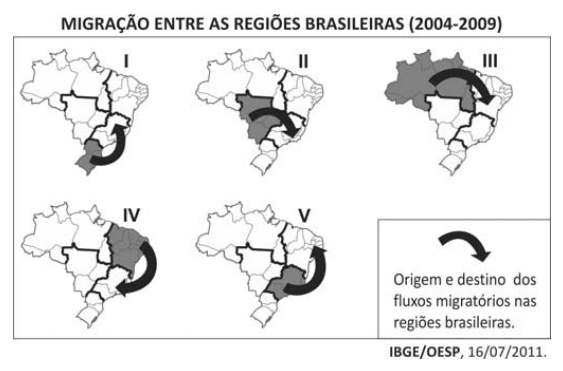 MIGRAÇÃO ENTRE AS REGIÕES BRASILEIRAS (2004-2009)
I
II
III
IV
V
Origem e destino dos
fluxos migratórios nas
regiões brasileiras.
IBGE/OESP, 16/07/2011.